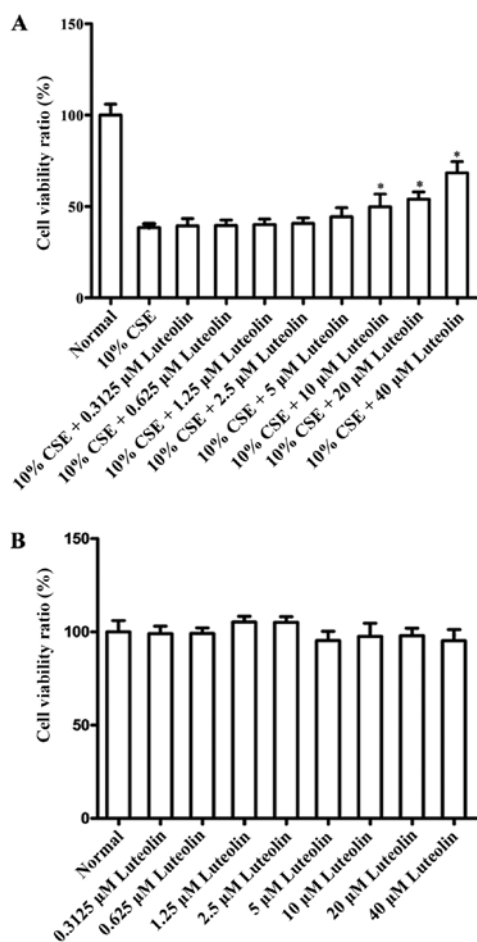 A
Cell viability ratio (%)
150
100
50
0
* * *
Normal
10% CSE
10% CSE + 0.3125 µM Luteolin
10% CSE + 0.625 µM Luteolin
10% CSE + 1.25 µM Luteolin
10% CSE + 2.5 µM Luteolin
10% CSE + 5 µM Luteolin
10% CSE + 10 µM Luteolin
10% CSE + 20 µM Luteolin
10% CSE + 40 µM Luteolin
B
Cell viability ratio (%)
150
100
50
0
Normal
0.3125 µM Luteolin
0.625 µM Luteolin
1.25 µM Luteolin
2.5 µM Luteolin
5 µM Luteolin
10 µM Luteolin
20 µM Luteolin
40 µM Luteolin